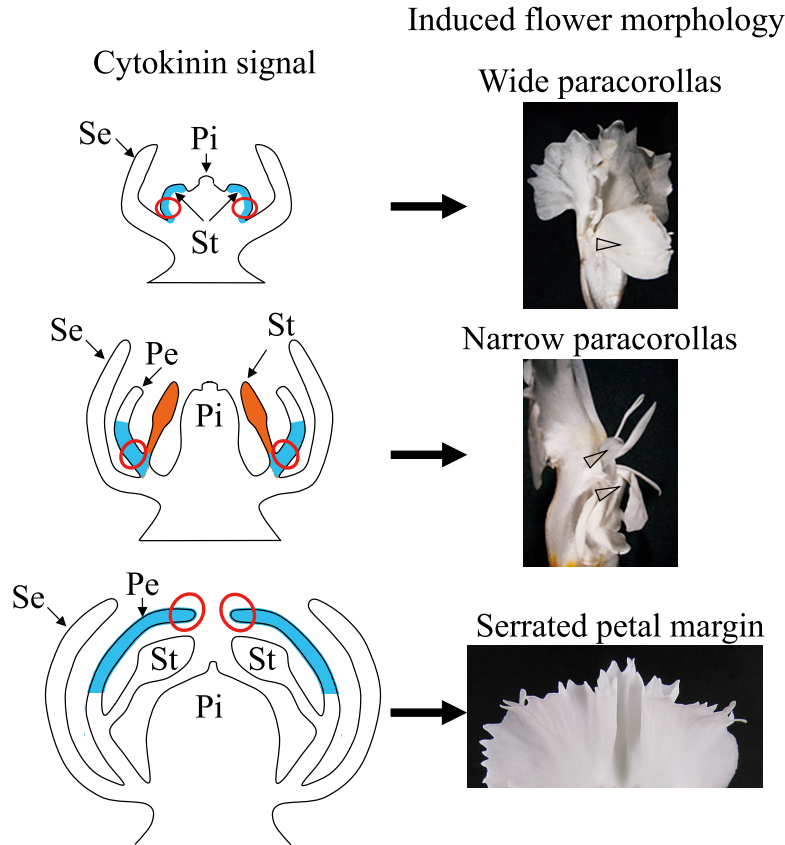 Induced flower morphology
Cytokinin signal
Wide paracorollas
Se
Pi
St
Narrow paracorollas
Se
Pe
St
Pi
Serrated petal margin
Se
Pe
St
St
Pi